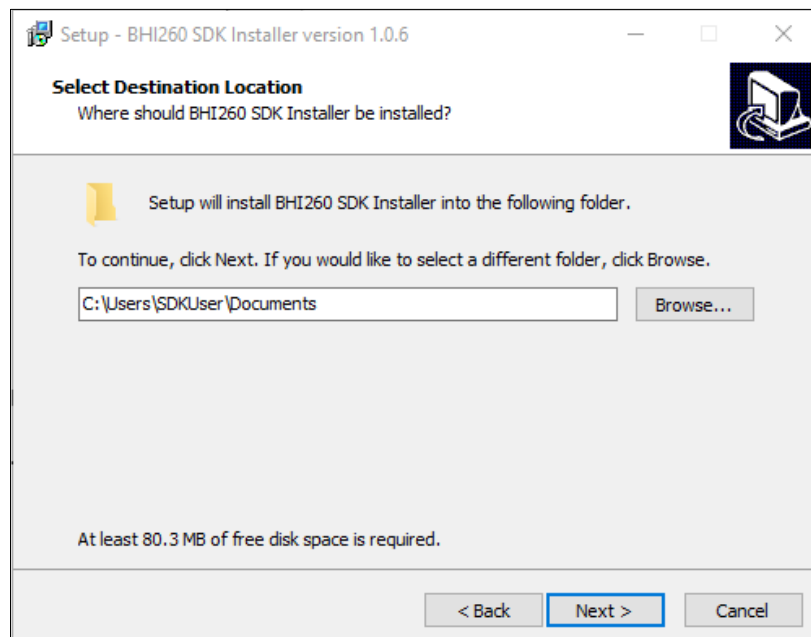 Setup - BHI260 SDK Installer version 1.0.6
Select Destination Location
Where should BHI260 SDK Installer be installed?
Setup will install BHI260 SDK Installer into the following folder.
To continue, click Next. If you would like to select a different folder, click Browse.
C:\Users\SDKUser\Documents
Browse...
At least 80.3 MB of free disk space is required.
< Back
Next >
Cancel